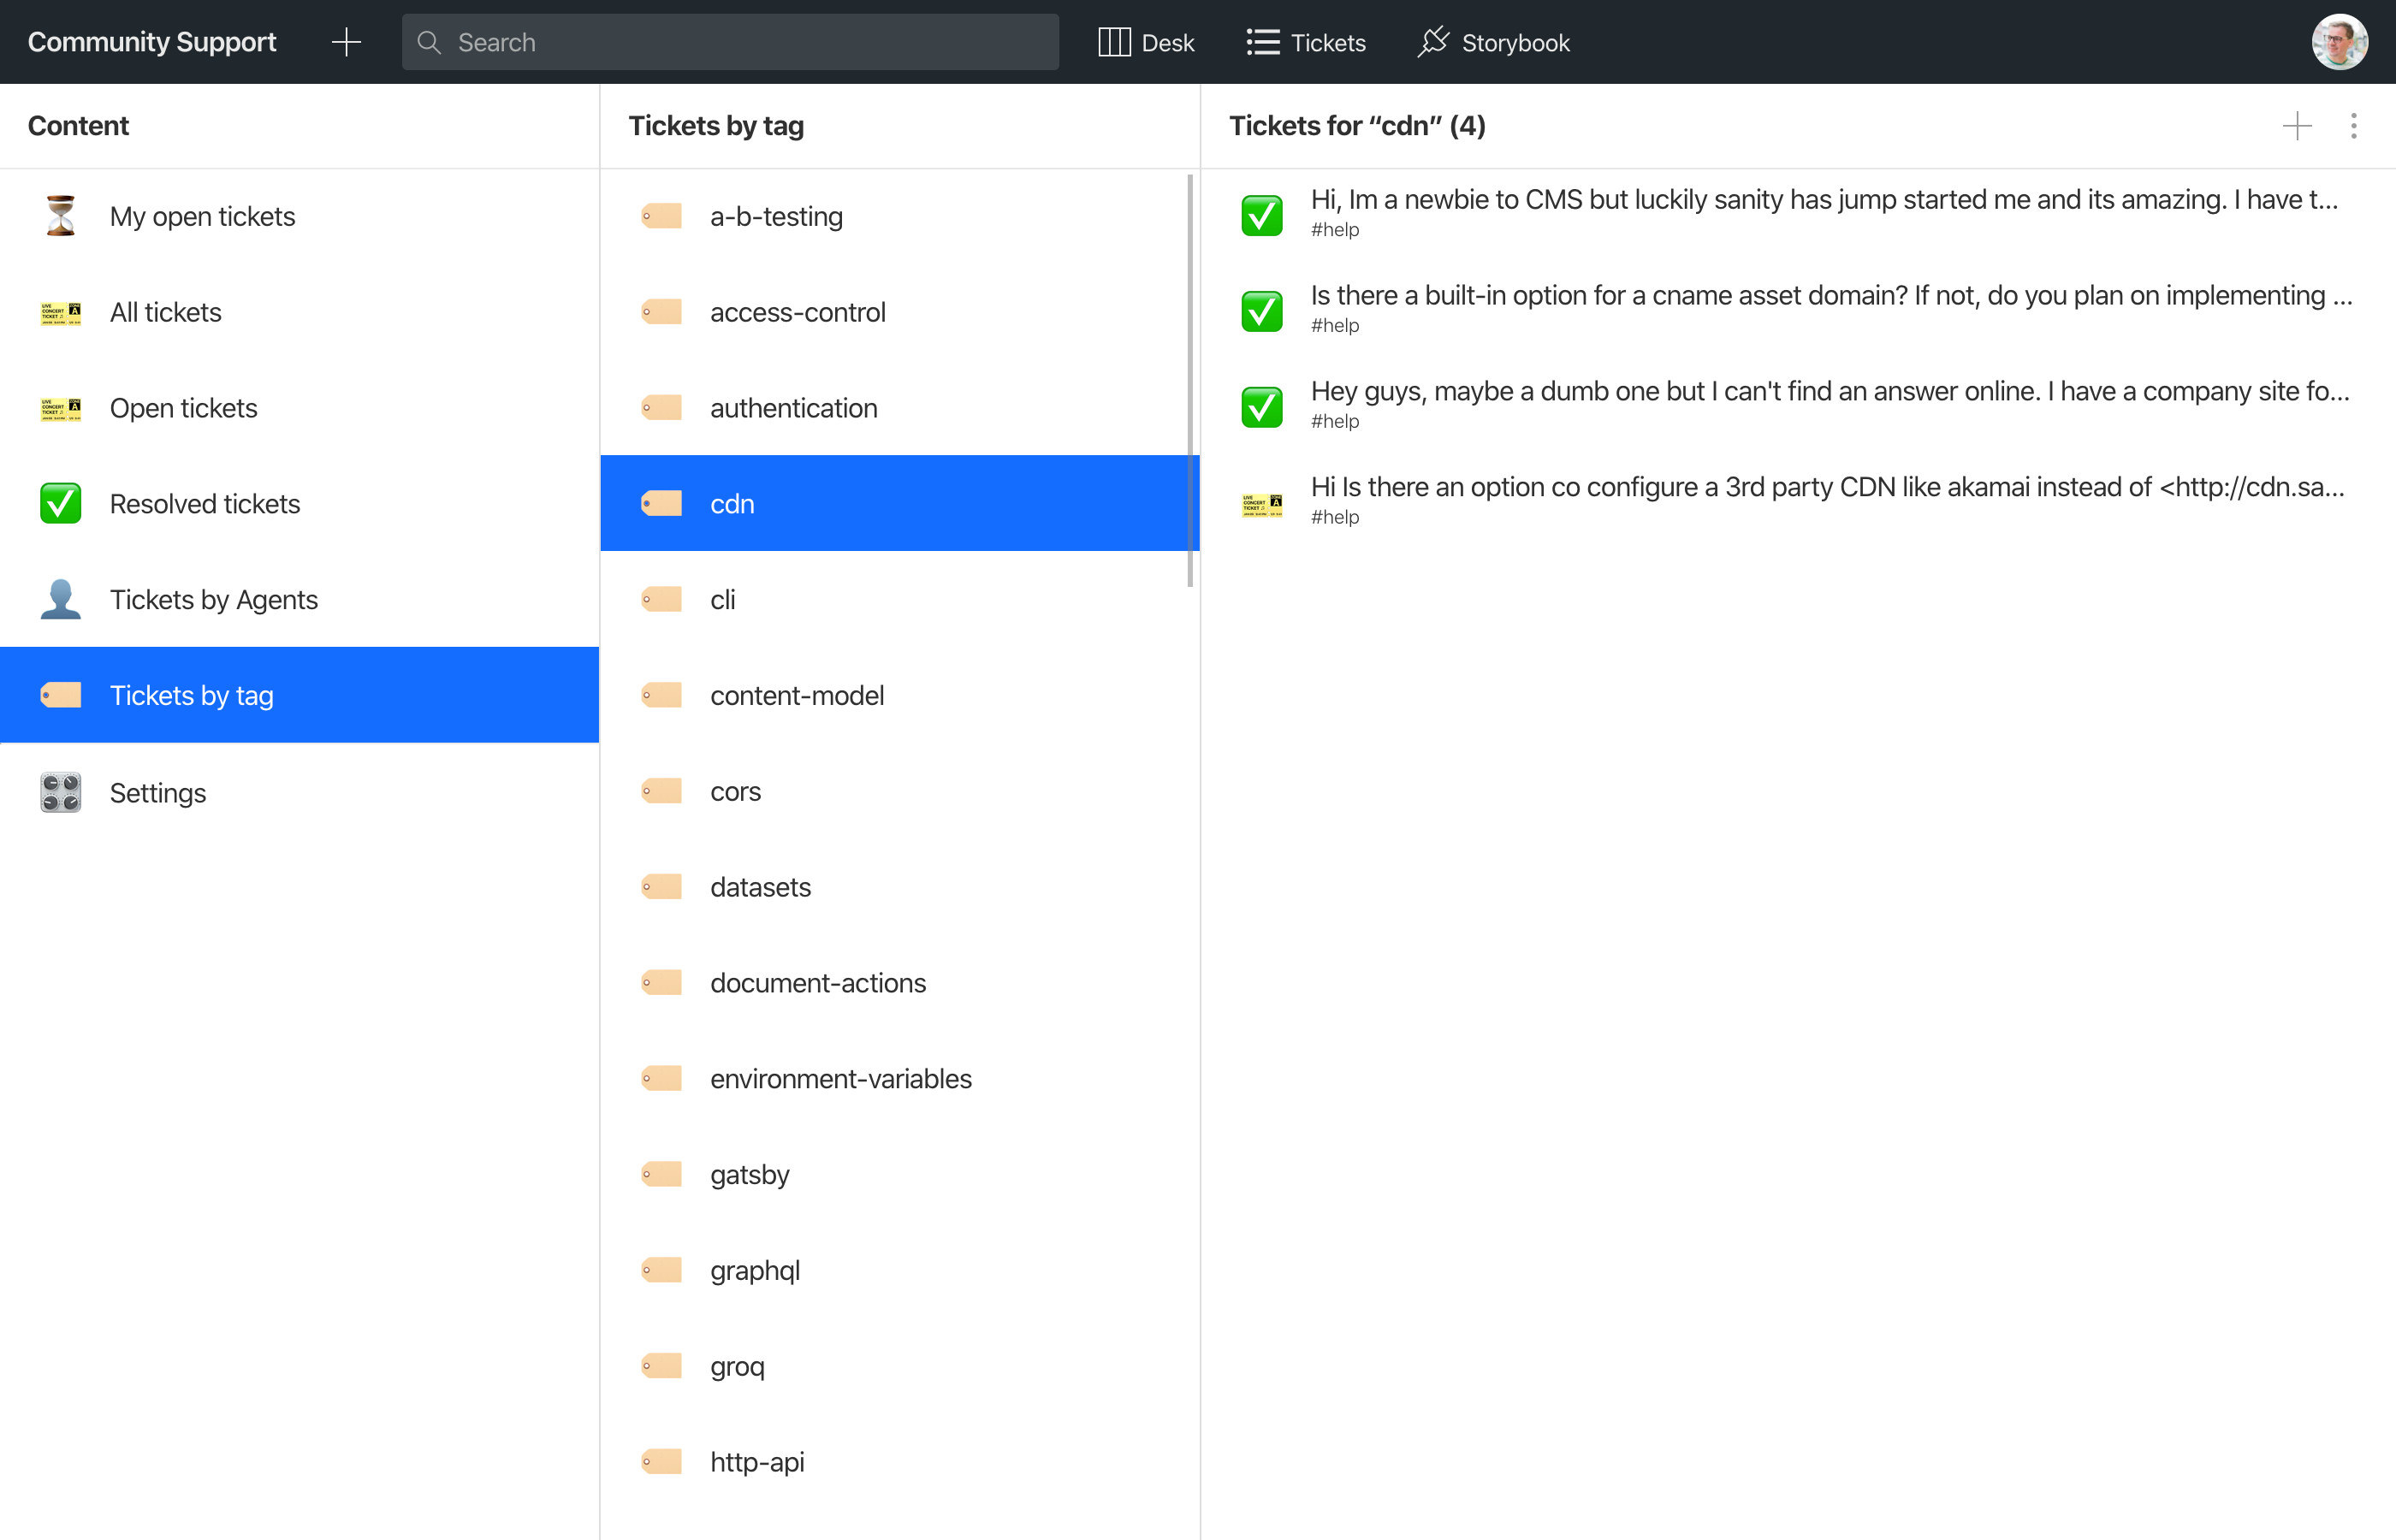 Community Support
Search
Desk
Tickets
Storybook
Content
My open tickets
All tickets
Open tickets
Resolved tickets
Tickets by Agents
Tickets by tag
Settings
Tickets by tag
a-b-testing
access-control
authentication
cdn
cli
content-model
cors
datasets
document-actions
environment-variables
gatsby
graphql
groq
http-api
Tickets for “cdn” (4)
Hi, Im a newbie to CMS but luckily sanity has jump started me and its amazing. I have t...
#help
Is there a built-in option for a cname asset domain? If not, do you plan on implementing ...
#help
Hey guys, maybe a dumb one but I can't find an answer online. I have a company site fo...
#help
Hi Is there an option co configure a 3rd party CDN like akamai instead of <http://cdn.sa...
#help